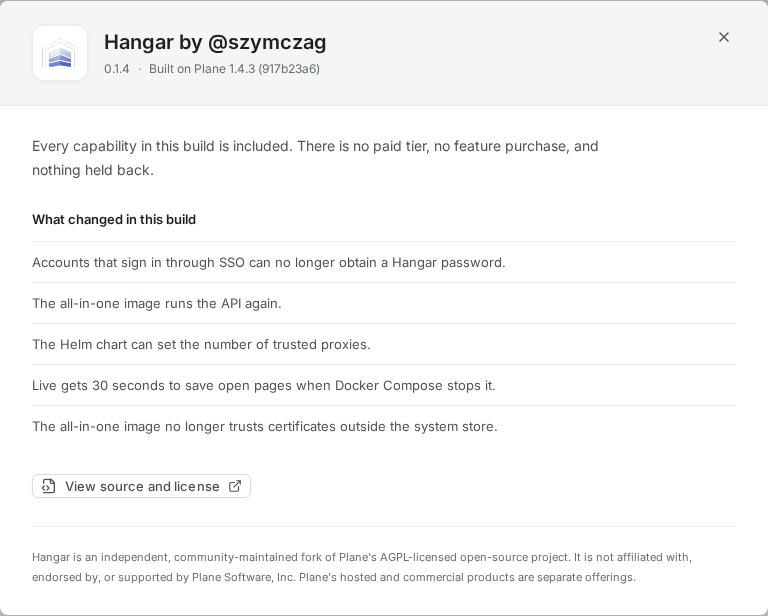 Hangar by @szymczag
0.1.4 · Built on Plane 1.4.3 (917b23a6)
Every capability in this build is included. There is no paid tier, no feature purchase, and
nothing held back.
What changed in this build
Accounts that sign in through SSO can no longer obtain a Hangar password.
The all-in-one image runs the API again.
The Helm chart can set the number of trusted proxies.
Live gets 30 seconds to save open pages when Docker Compose stops it.
The all-in-one image no longer trusts certificates outside the system store.
View source and license
Hangar is an independent, community-maintained fork of Plane's AGPL-licensed open-source project. It is not affiliated with,
endorsed by, or supported by Plane Software, Inc. Plane's hosted and commercial products are separate offerings.